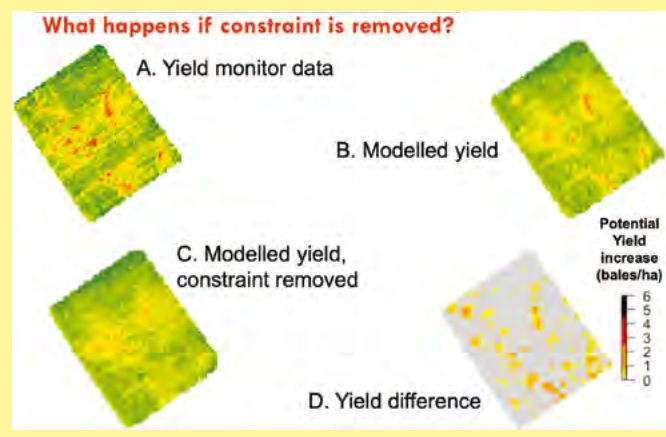 What happens if constraint is removed?
A. Yield monitor data
B. Modelled yield
C. Modelled yield,
constraint removed
Potential
Yield
increase
(bales/ha)
6
5
4
3
2
1
0
D. Yield difference